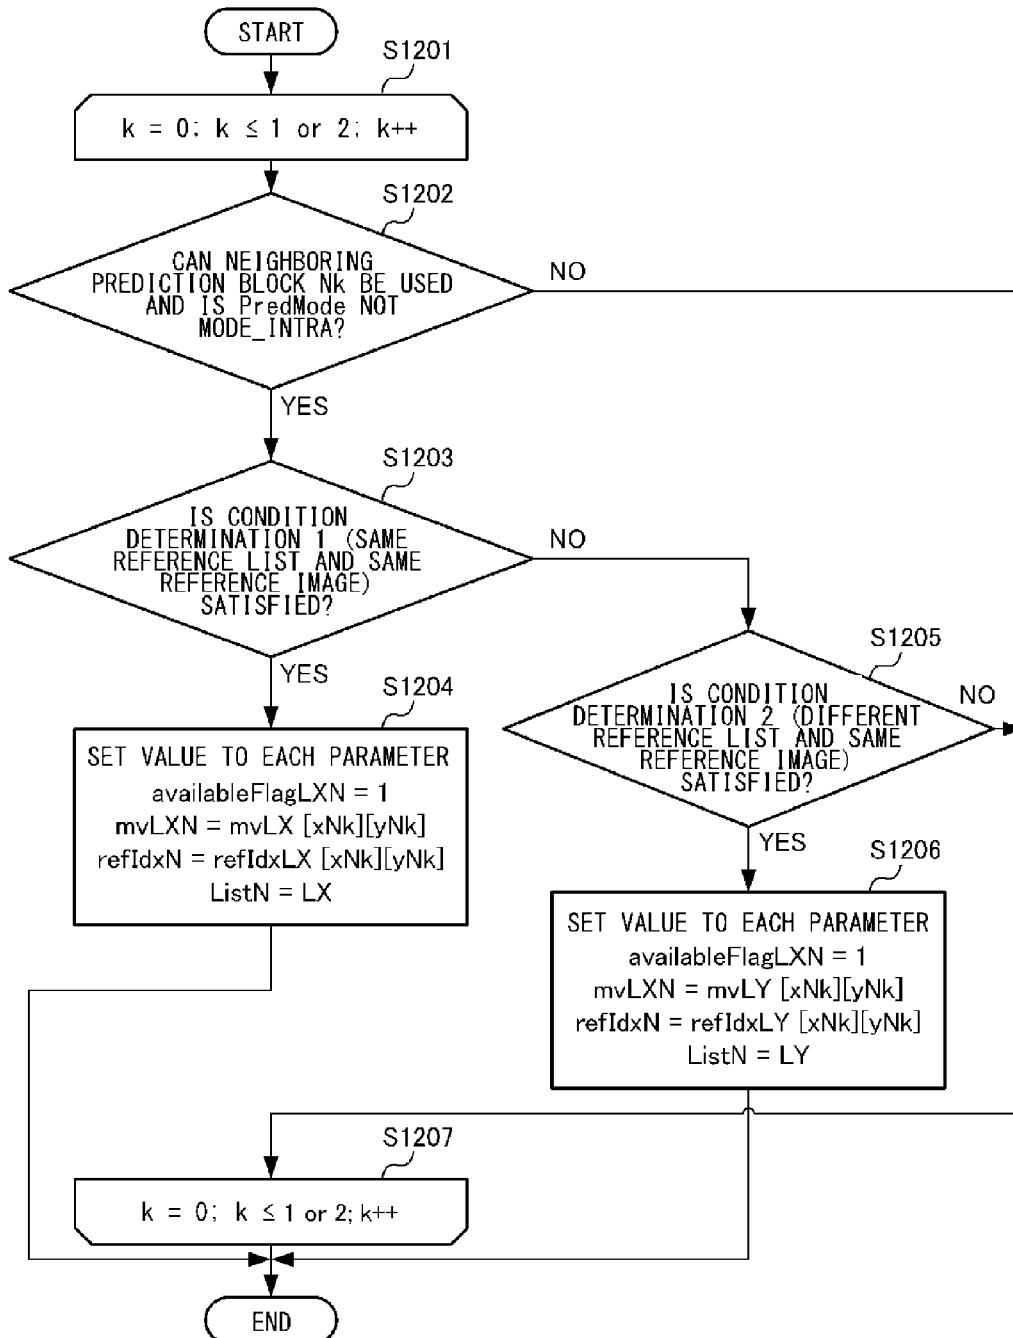 START
S1201
k = 0; k ≤ 1 or 2; k++
S1202
CAN NEIGHBORING
PREDICTION BLOCK Nk BE USED
AND IS PredMode NOT
MODE_INTRA?
NO
YES
S1203
IS CONDITION
DETERMINATION 1 (SAME
REFERENCE LIST AND SAME
REFERENCE IMAGE)
SATISFIED?
NO
YES
S1204
SET VALUE TO EACH PARAMETER
availableFlagLXN = 1
mvLXN = mvLX [xNk][yNk]
refIdxN = refIdxLX [xNk][yNk]
ListN = LX
S1205
IS CONDITION
DETERMINATION 2 (DIFFERENT
REFERENCE LIST AND SAME
REFERENCE IMAGE)
SATISFIED?
NO
YES
S1206
SET VALUE TO EACH PARAMETER
availableFlagLXN = 1
mvLXN = mvLY [xNk][yNk]
refIdxN = refIdxLY [xNk][yNk]
ListN = LY
S1207
k = 0; k ≤ 1 or 2; k++
END